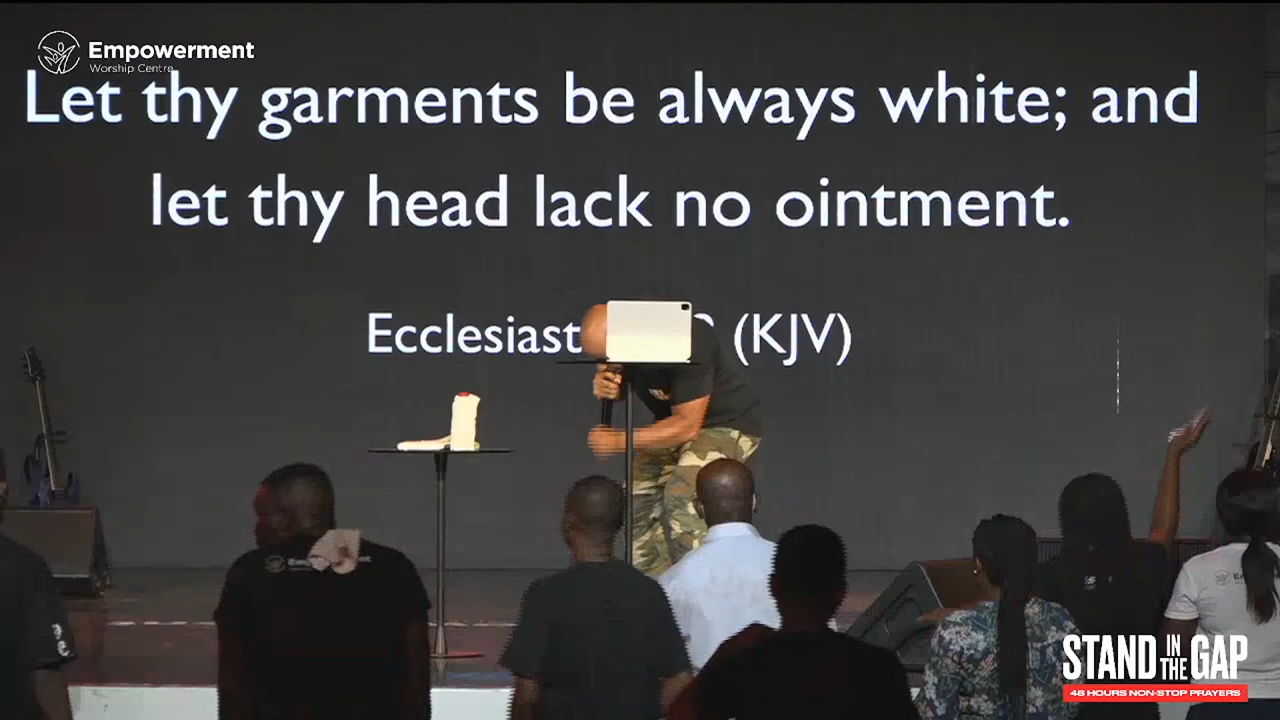 Empowerment
Worship Centre
Let thy garments be always white; and
let thy head lack no ointment.
(KJV)
STAND IN THE GAP
48 HOURS NON-STOP PRAYERS